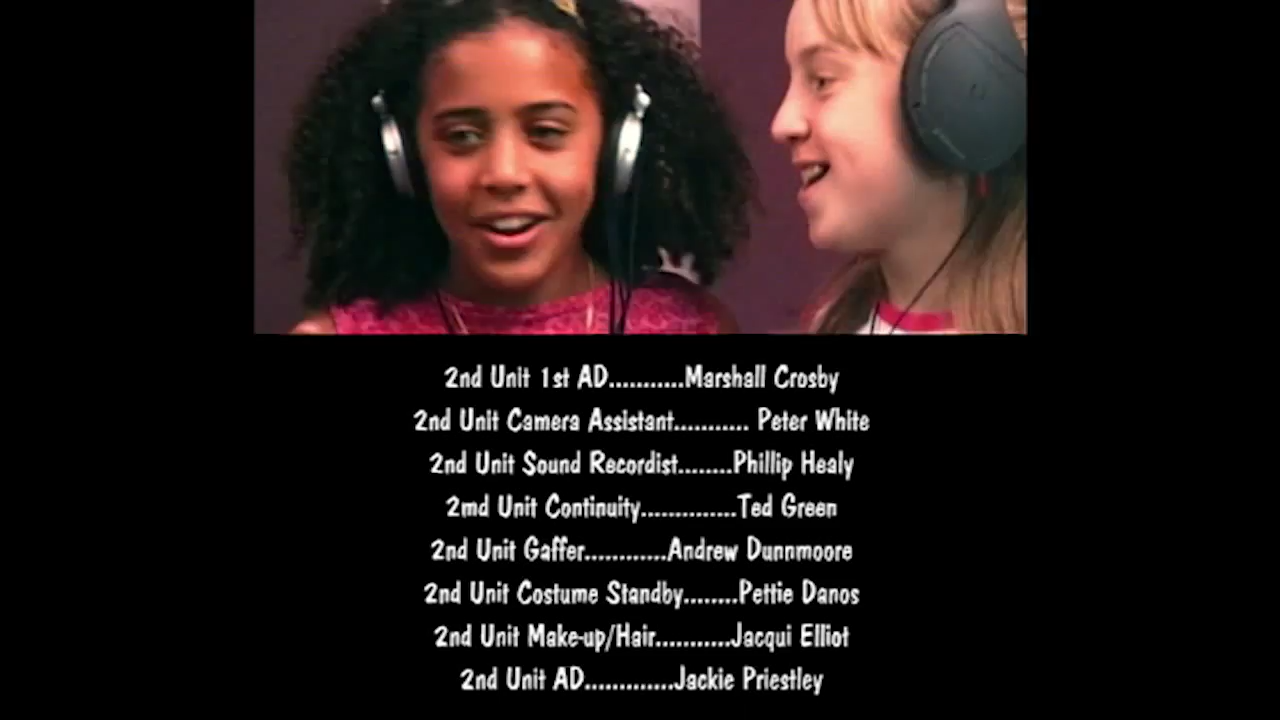 2nd Unit 1st AD...........Marshall Crosby
2nd Unit Camera Assistant........... Peter White
2nd Unit Sound Recordist........Phillip Healy
2md Unit Continuity..............Ted Green
2nd Unit Gaffer............Andrew Dunnmoore
2nd Unit Costume Standby........Pettie Danos
2nd Unit Make-up/Hair...........Jacqui Elliot
2nd Unit AD.............Jackie Priestley